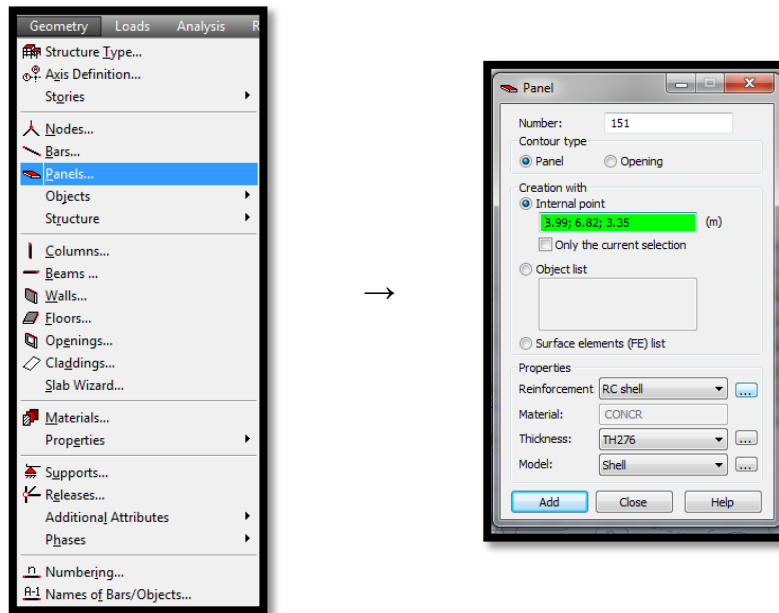 Geometry Loads Analysis R
Structure Type...
Axis Definition...
Stories
Nodes...
Bars...
Panels...
Objects
Structure
Columns...
Beams ...
Walls...
Floors...
Openings...
Claddings...
Slab Wizard...
Materials...
Properties
Supports...
Releases...
Additional Attributes
Phases
n Numbering...
A-1 Names of Bars/Objects...
→
Panel
Number: 151
Contour type
Panel Opening
Creation with
Internal point
3.99; 6.82; 3.35 (m)
Only the current selection
Object list
Surface elements (FE) list
Properties
Reinforcement RC shell ...
Material: CONCR
Thickness: TH276 ...
Model: Shell ...
Add Close Help